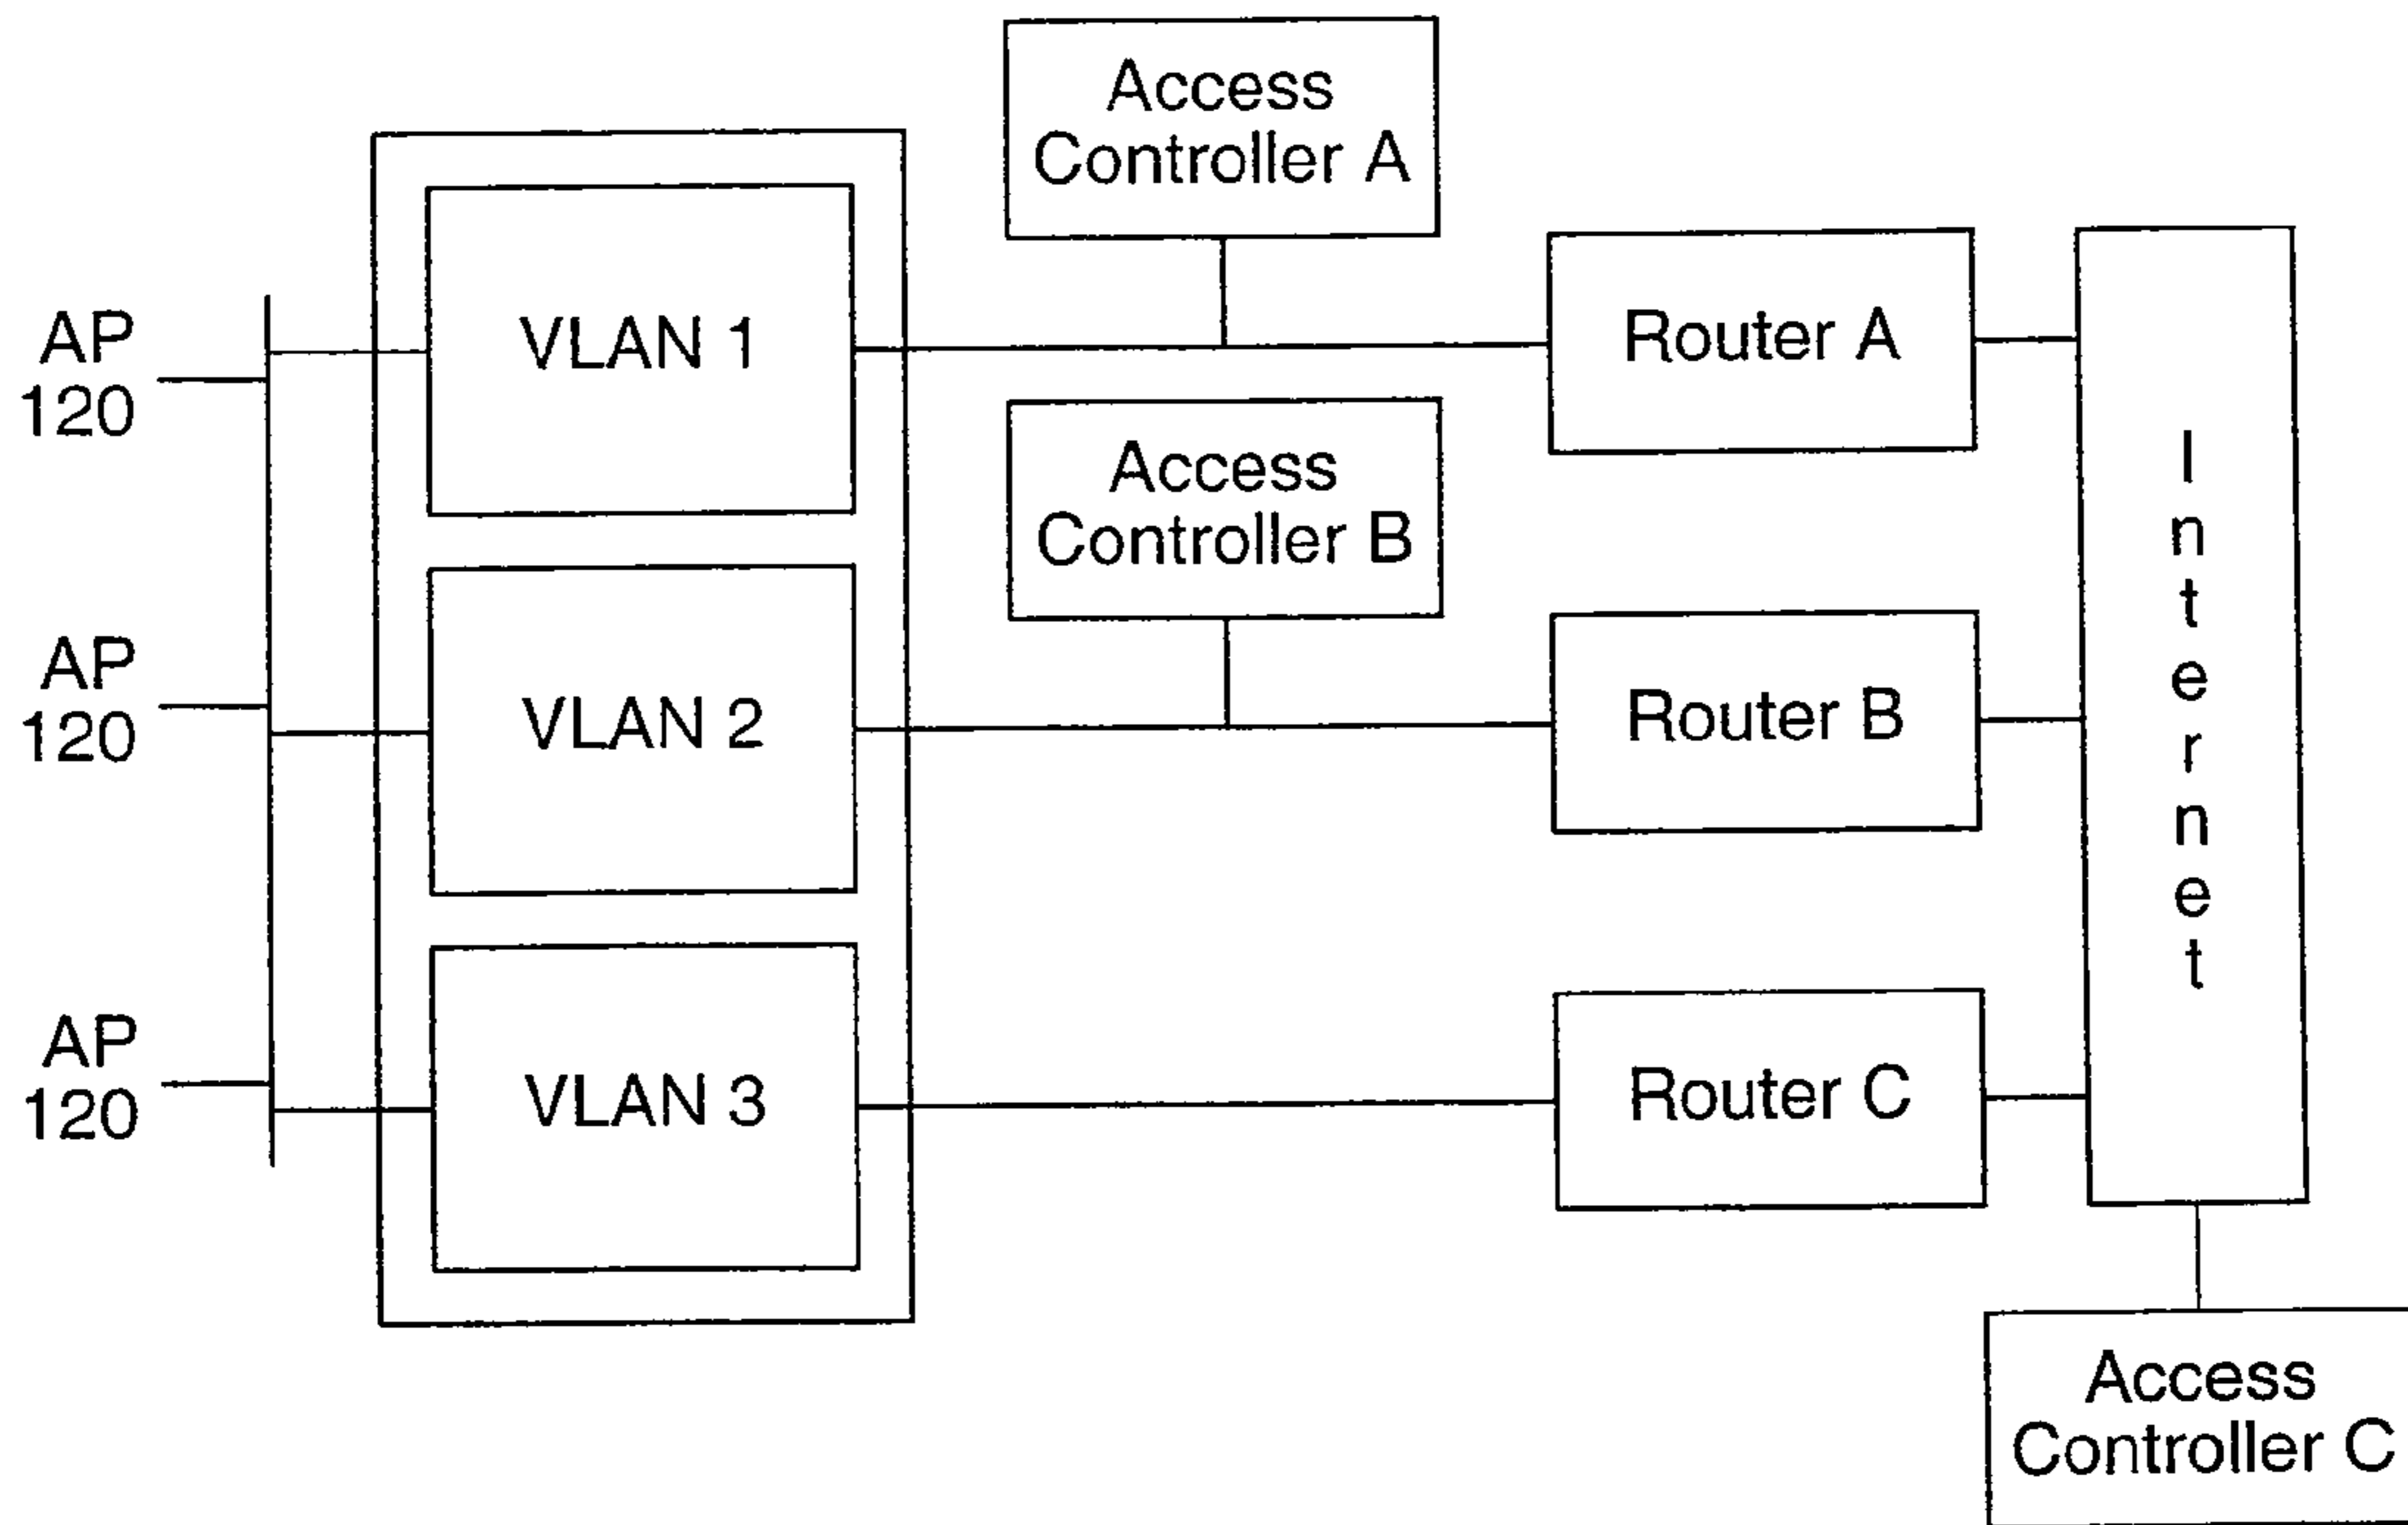 Access
Controller A
AP
120
VLAN 1
Router A
Access
Controller B
AP
120
VLAN 2
Router B
AP
120
VLAN 3
Router C
Internet
Access
Controller C